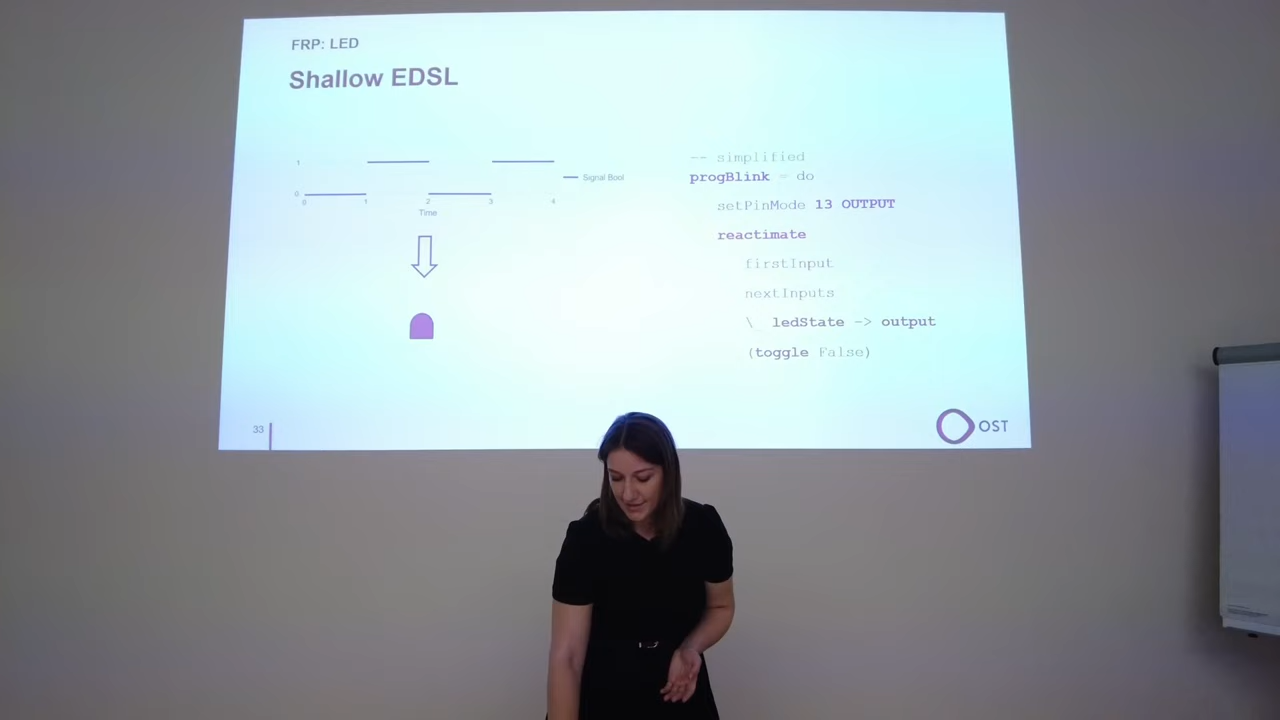 FRP: LED
Shallow EDSL
1
0
0 1 2 3 4
Time
Signal Bool
-- simplified
progBlink = do
setPinMode 13 OUTPUT
reactimate
firstInput
nextInputs
\_ ledState -> output
(toggle False)
33
OST